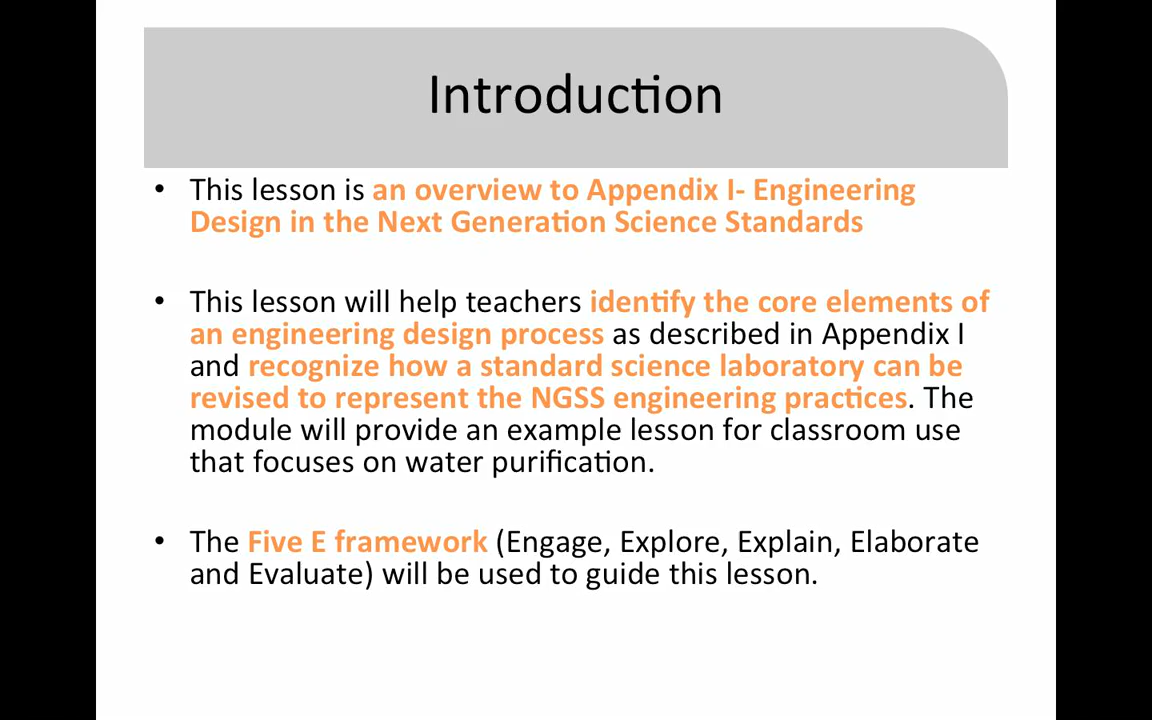 Introduction
• This lesson is an overview to Appendix I- Engineering
Design in the Next Generation Science Standards
• This lesson will help teachers identify the core elements of
an engineering design process as described in Appendix I
and recognize how a standard science laboratory can be
revised to represent the NGSS engineering practices. The
module will provide an example lesson for classroom use
that focuses on water purification.
• The Five E framework (Engage, Explore, Explain, Elaborate
and Evaluate) will be used to guide this lesson.